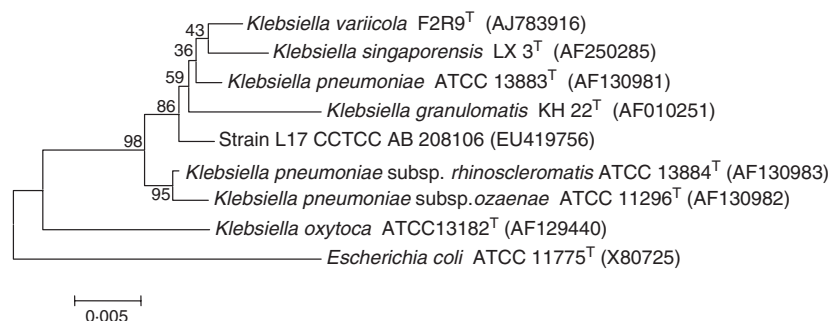 43 Klebsiella variicola F2R9ᵀ (AJ783916)
36 Klebsiella singaporensis LX 3ᵀ (AF250285)
59 Klebsiella pneumoniae ATCC 13883ᵀ (AF130981)
86 Klebsiella granulomatis KH 22ᵀ (AF010251)
98 Strain L17 CCTCC AB 208106 (EU419756)
Klebsiella pneumoniae subsp. rhinoscleromatis ATCC 13884ᵀ (AF130983)
95 Klebsiella pneumoniae subsp.ozaenae ATCC 11296ᵀ (AF130982)
Klebsiella oxytoca ATCC13182ᵀ (AF129440)
Escherichia coli ATCC 11775ᵀ (X80725)
0·005